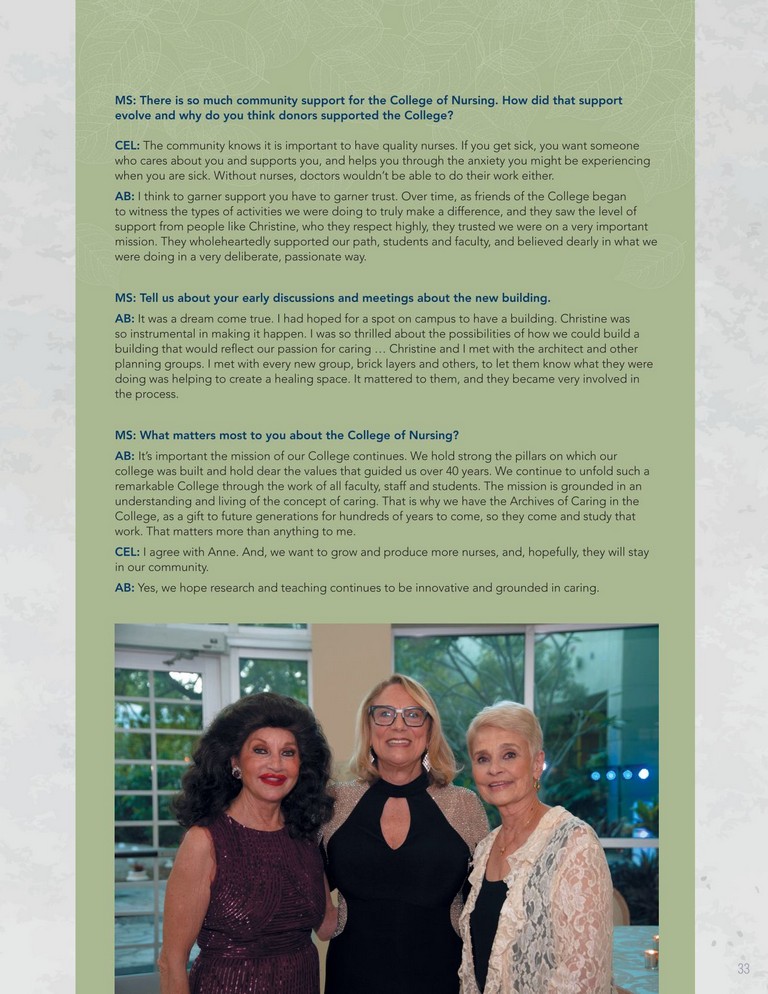 MS: There is so much community support for the College of Nursing. How did that support
evolve and why do you think donors supported the College?
CEL: The community knows it is important to have quality nurses. If you get sick, you want someone
who cares about you and supports you, and helps you through the anxiety you might be experiencing
when you are sick. Without nurses, doctors wouldn’t be able to do their work either.
AB: I think to garner support you have to garner trust. Over time, as friends of the College began
to witness the types of activities we were doing to truly make a difference, and they saw the level of
support from people like Christine, who they respect highly, they trusted we were on a very important
mission. They wholeheartedly supported our path, students and faculty, and believed dearly in what we
were doing in a very deliberate, passionate way.
MS: Tell us about your early discussions and meetings about the new building.
AB: It was a dream come true. I had hoped for a spot on campus to have a building. Christine was
so instrumental in making it happen. I was so thrilled about the possibilities of how we could build a
building that would reflect our passion for caring … Christine and I met with the architect and other
planning groups. I met with every new group, brick layers and others, to let them know what they were
doing was helping to create a healing space. It mattered to them, and they became very involved in
the process.
MS: What matters most to you about the College of Nursing?
AB: It’s important the mission of our College continues. We hold strong the pillars on which our
college was built and hold dear the values that guided us over 40 years. We continue to unfold such a
remarkable College through the work of all faculty, staff and students. The mission is grounded in an
understanding and living of the concept of caring. That is why we have the Archives of Caring in the
College, as a gift to future generations for hundreds of years to come, so they come and study that
work. That matters more than anything to me.
CEL: I agree with Anne. And, we want to grow and produce more nurses, and, hopefully, they will stay
in our community.
AB: Yes, we hope research and teaching continues to be innovative and grounded in caring.
33